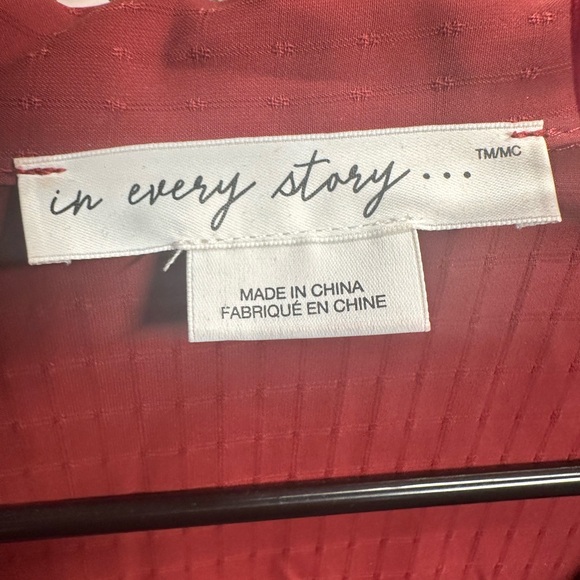 in every story... TM/MC
MADE IN CHINA
FABRIQUÉ EN CHINE